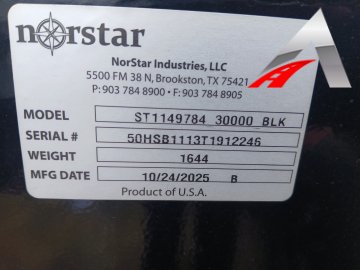 norstar
NorStar Industries, LLC
5500 FM 38 N, Brookston, TX 75421
P: 903 784 8900 • F: 903 784 8905
MODEL ST1149784 30000 BLK
SERIAL # 50HSB1113T1912246
WEIGHT 1644
MFG DATE 10/24/2025 B
Product of U.S.A.